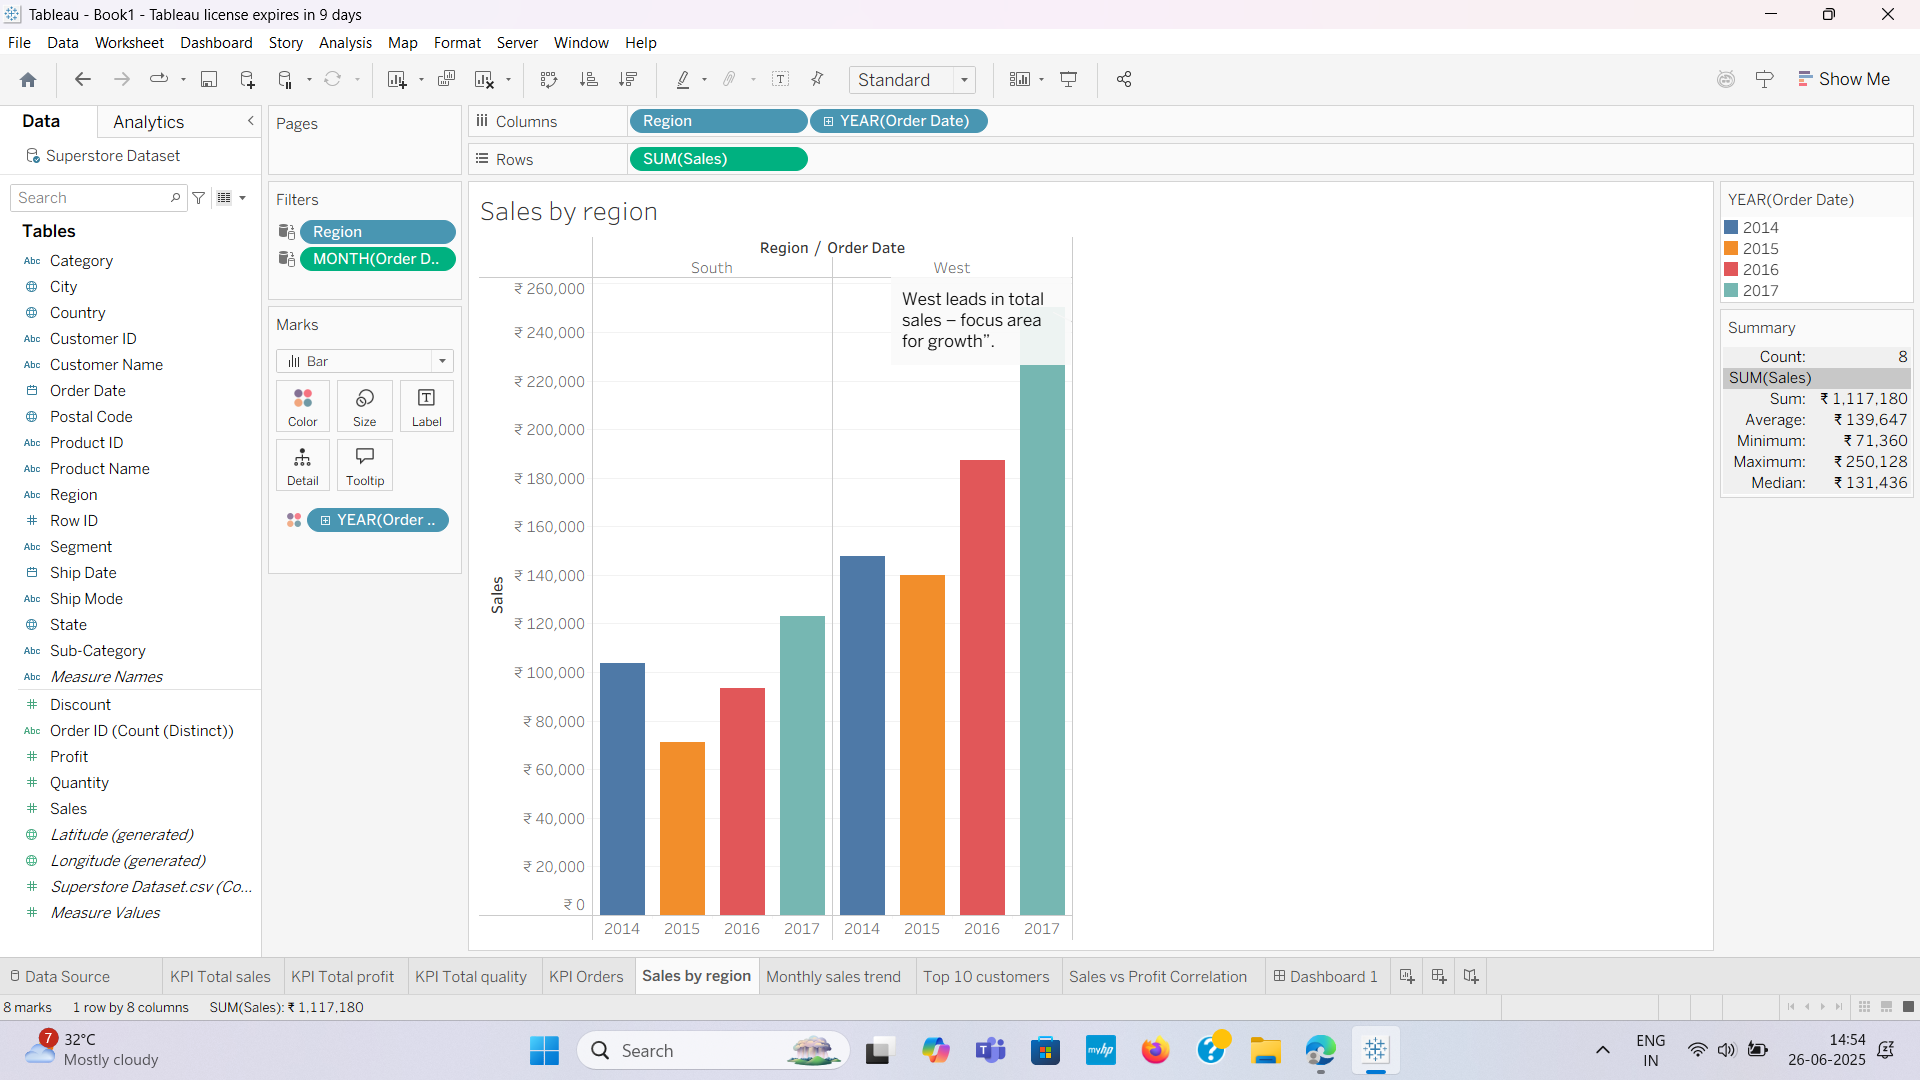 Tableau - Book1 - Tableau license expires in 9 days
File Data Worksheet Dashboard Story Analysis Map Format Server Window Help
Standard
Show Me
Data
Analytics
Superstore Dataset
Search
Tables
Abc Category
City
Country
Abc Customer ID
Abc Customer Name
Order Date
Postal Code
Abc Product ID
Abc Product Name
Abc Region
# Row ID
Abc Segment
Ship Date
Abc Ship Mode
State
Abc Sub-Category
Abc Measure Names
# Discount
Abc Order ID (Count (Distinct))
# Profit
# Quantity
# Sales
Latitude (generated)
Longitude (generated)
# Superstore Dataset.csv (Co...
# Measure Values
Pages
Filters
Region
MONTH(Order D..
Marks
Bar
Color
Size
Label
Detail
Tooltip
YEAR(Order ..
Columns
Region
YEAR(Order Date)
Rows
SUM(Sales)
Sales by region
Region / Order Date
South
West
West leads in total
sales – focus area
for growth”.
Sales
₹ 260,000
₹ 240,000
₹ 220,000
₹ 200,000
₹ 180,000
₹ 160,000
₹ 140,000
₹ 120,000
₹ 100,000
₹ 80,000
₹ 60,000
₹ 40,000
₹ 20,000
₹ 0
2014 2015 2016 2017 2014 2015 2016 2017
YEAR(Order Date)
2014
2015
2016
2017
Summary
Count: 8
SUM(Sales)
Sum: ₹ 1,117,180
Average: ₹ 139,647
Minimum: ₹ 71,360
Maximum: ₹ 250,128
Median: ₹ 131,436
Data Source
KPI Total sales
KPI Total profit
KPI Total quality
KPI Orders
Sales by region
Monthly sales trend
Top 10 customers
Sales vs Profit Correlation
Dashboard 1
8 marks
1 row by 8 columns
SUM(Sales): ₹ 1,117,180
7
32°C
Mostly cloudy
Search
myhp
ENG
IN
14:54
26-06-2025